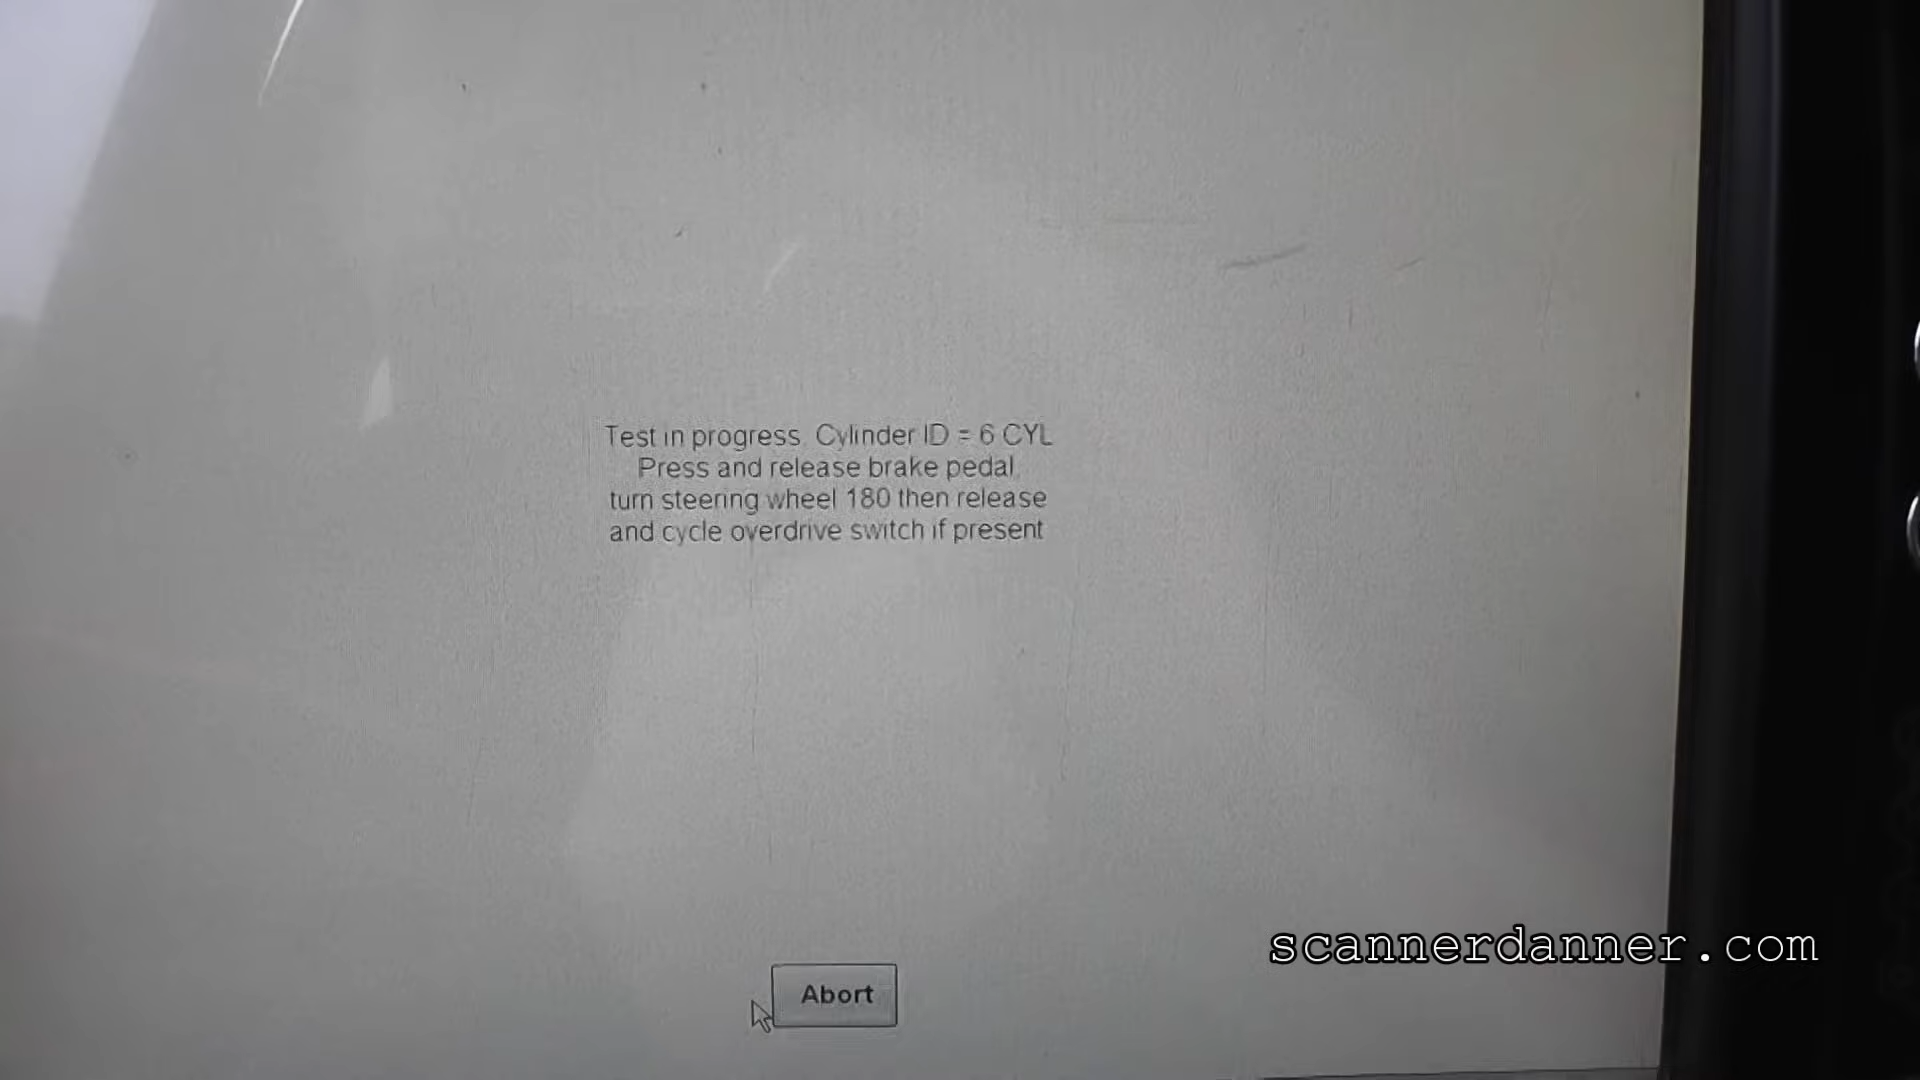 Test in progress. Cylinder ID = 6 CYL
Press and release brake pedal,
turn steering wheel 180 then release
and cycle overdrive switch if present
scannerdanner.com
Abort